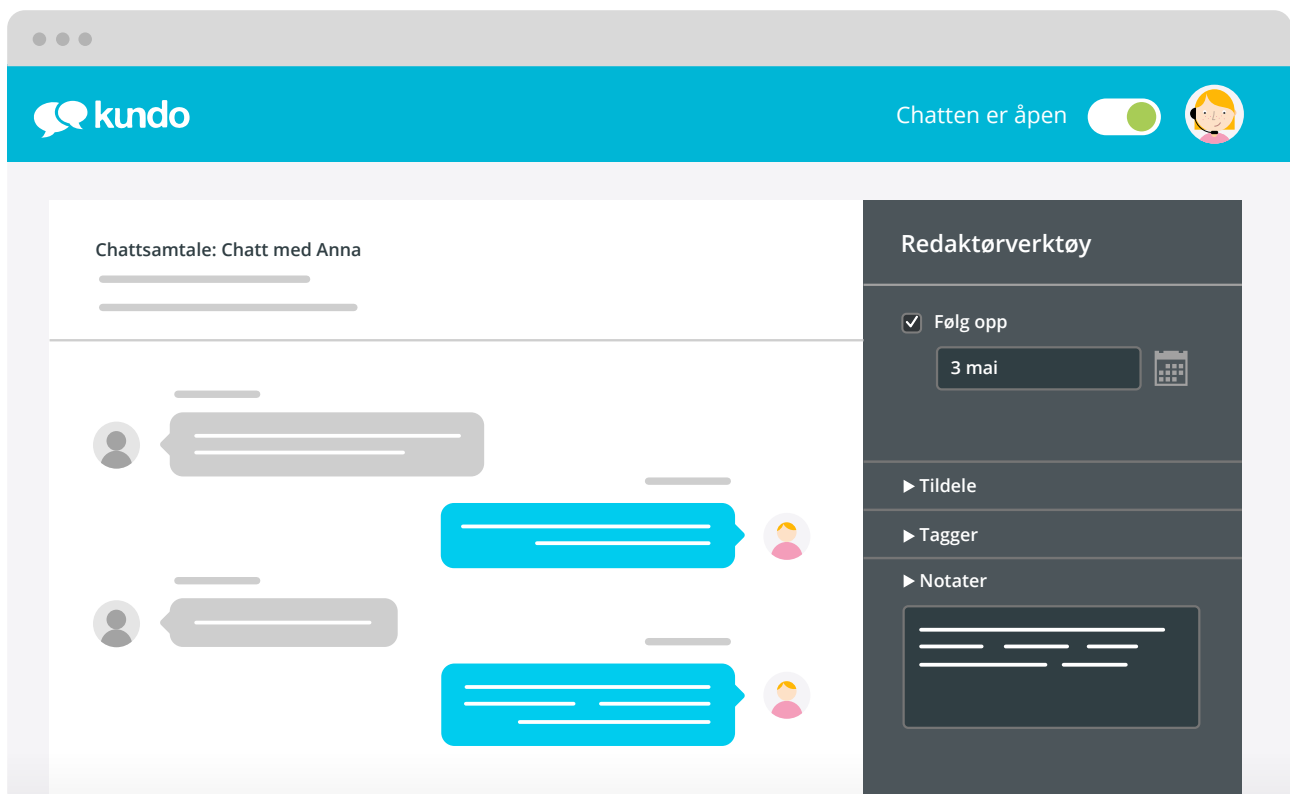 kundo
Chatten er åpen
Chattsamtale: Chatt med Anna
Redaktørverktøy
Følg opp
3 mai
Tildele
Tagger
Notater